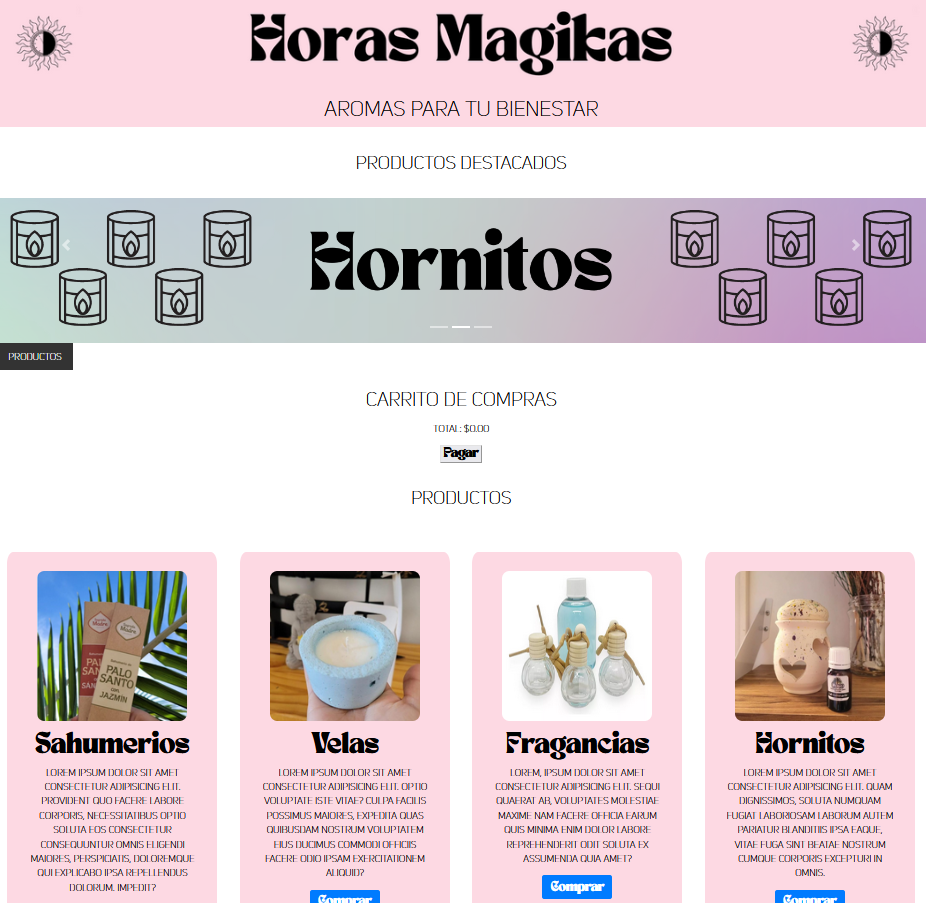 Horas Magikas
AROMAS PARA TU BIENESTAR
PRODUCTOS DESTACADOS
Hornitos
PRODUCTOS
CARRITO DE COMPRAS
TOTAL: $0.00
Pagar
PRODUCTOS
PALO
SANTO
con
JAZMÍN
Sahumerios
LOREM IPSUM DOLOR SIT AMET
CONSECTETUR ADIPISICING ELIT.
PROVIDENT QUO FACERE LABORE
CORPORIS, NECESSITATIBUS OPTIO
SOLUTA EOS CONSECTETUR
CONSEQUUNTUR OMNIS ELIGENDI
MAIORES, PERSPICIATIS, DOLOREMQUE
QUI EXPLICABO IPSA REPELLENDUS
DOLORUM. IMPEDIT?
Velas
LOREM IPSUM DOLOR SIT AMET
CONSECTETUR ADIPISICING ELIT. OPTIO
VOLUPTATE ISTE VITAE? CULPA FACILIS
POSSIMUS MAIORES, EXPEDITA QUAS
QUIBUSDAM NOSTRUM VOLUPTATEM
EIUS DUCIMUS COMMODI OFFICIIS
FACERE ODIO IPSAM EXERCITATIONEM
ALIQUID?
Comprar
Fragancias
LOREM, IPSUM DOLOR SIT AMET
CONSECTETUR ADIPISICING ELIT. SEQUI
QUAERAT AB, VOLUPTATES MOLESTIAE
MAXIME NAM FACERE OFFICIA EARUM
QUIS MINIMA ENIM DOLOR LABORE
REPREHENDERIT ODIT SOLUTA EX
ASSUMENDA QUIA AMET?
Comprar
Hornitos
LOREM IPSUM DOLOR SIT AMET
CONSECTETUR ADIPISICING ELIT. QUAM
DIGNISSIMOS, SOLUTA NUMQUAM
FUGIAT LABORIOSAM LABORUM AUTEM
PARIATUR BLANDITIIS IPSA EAQUE,
VITAE FUGA SINT BEATAE NOSTRUM
CUMQUE CORPORIS EXCEPTURI IN
OMNIS.
Comprar